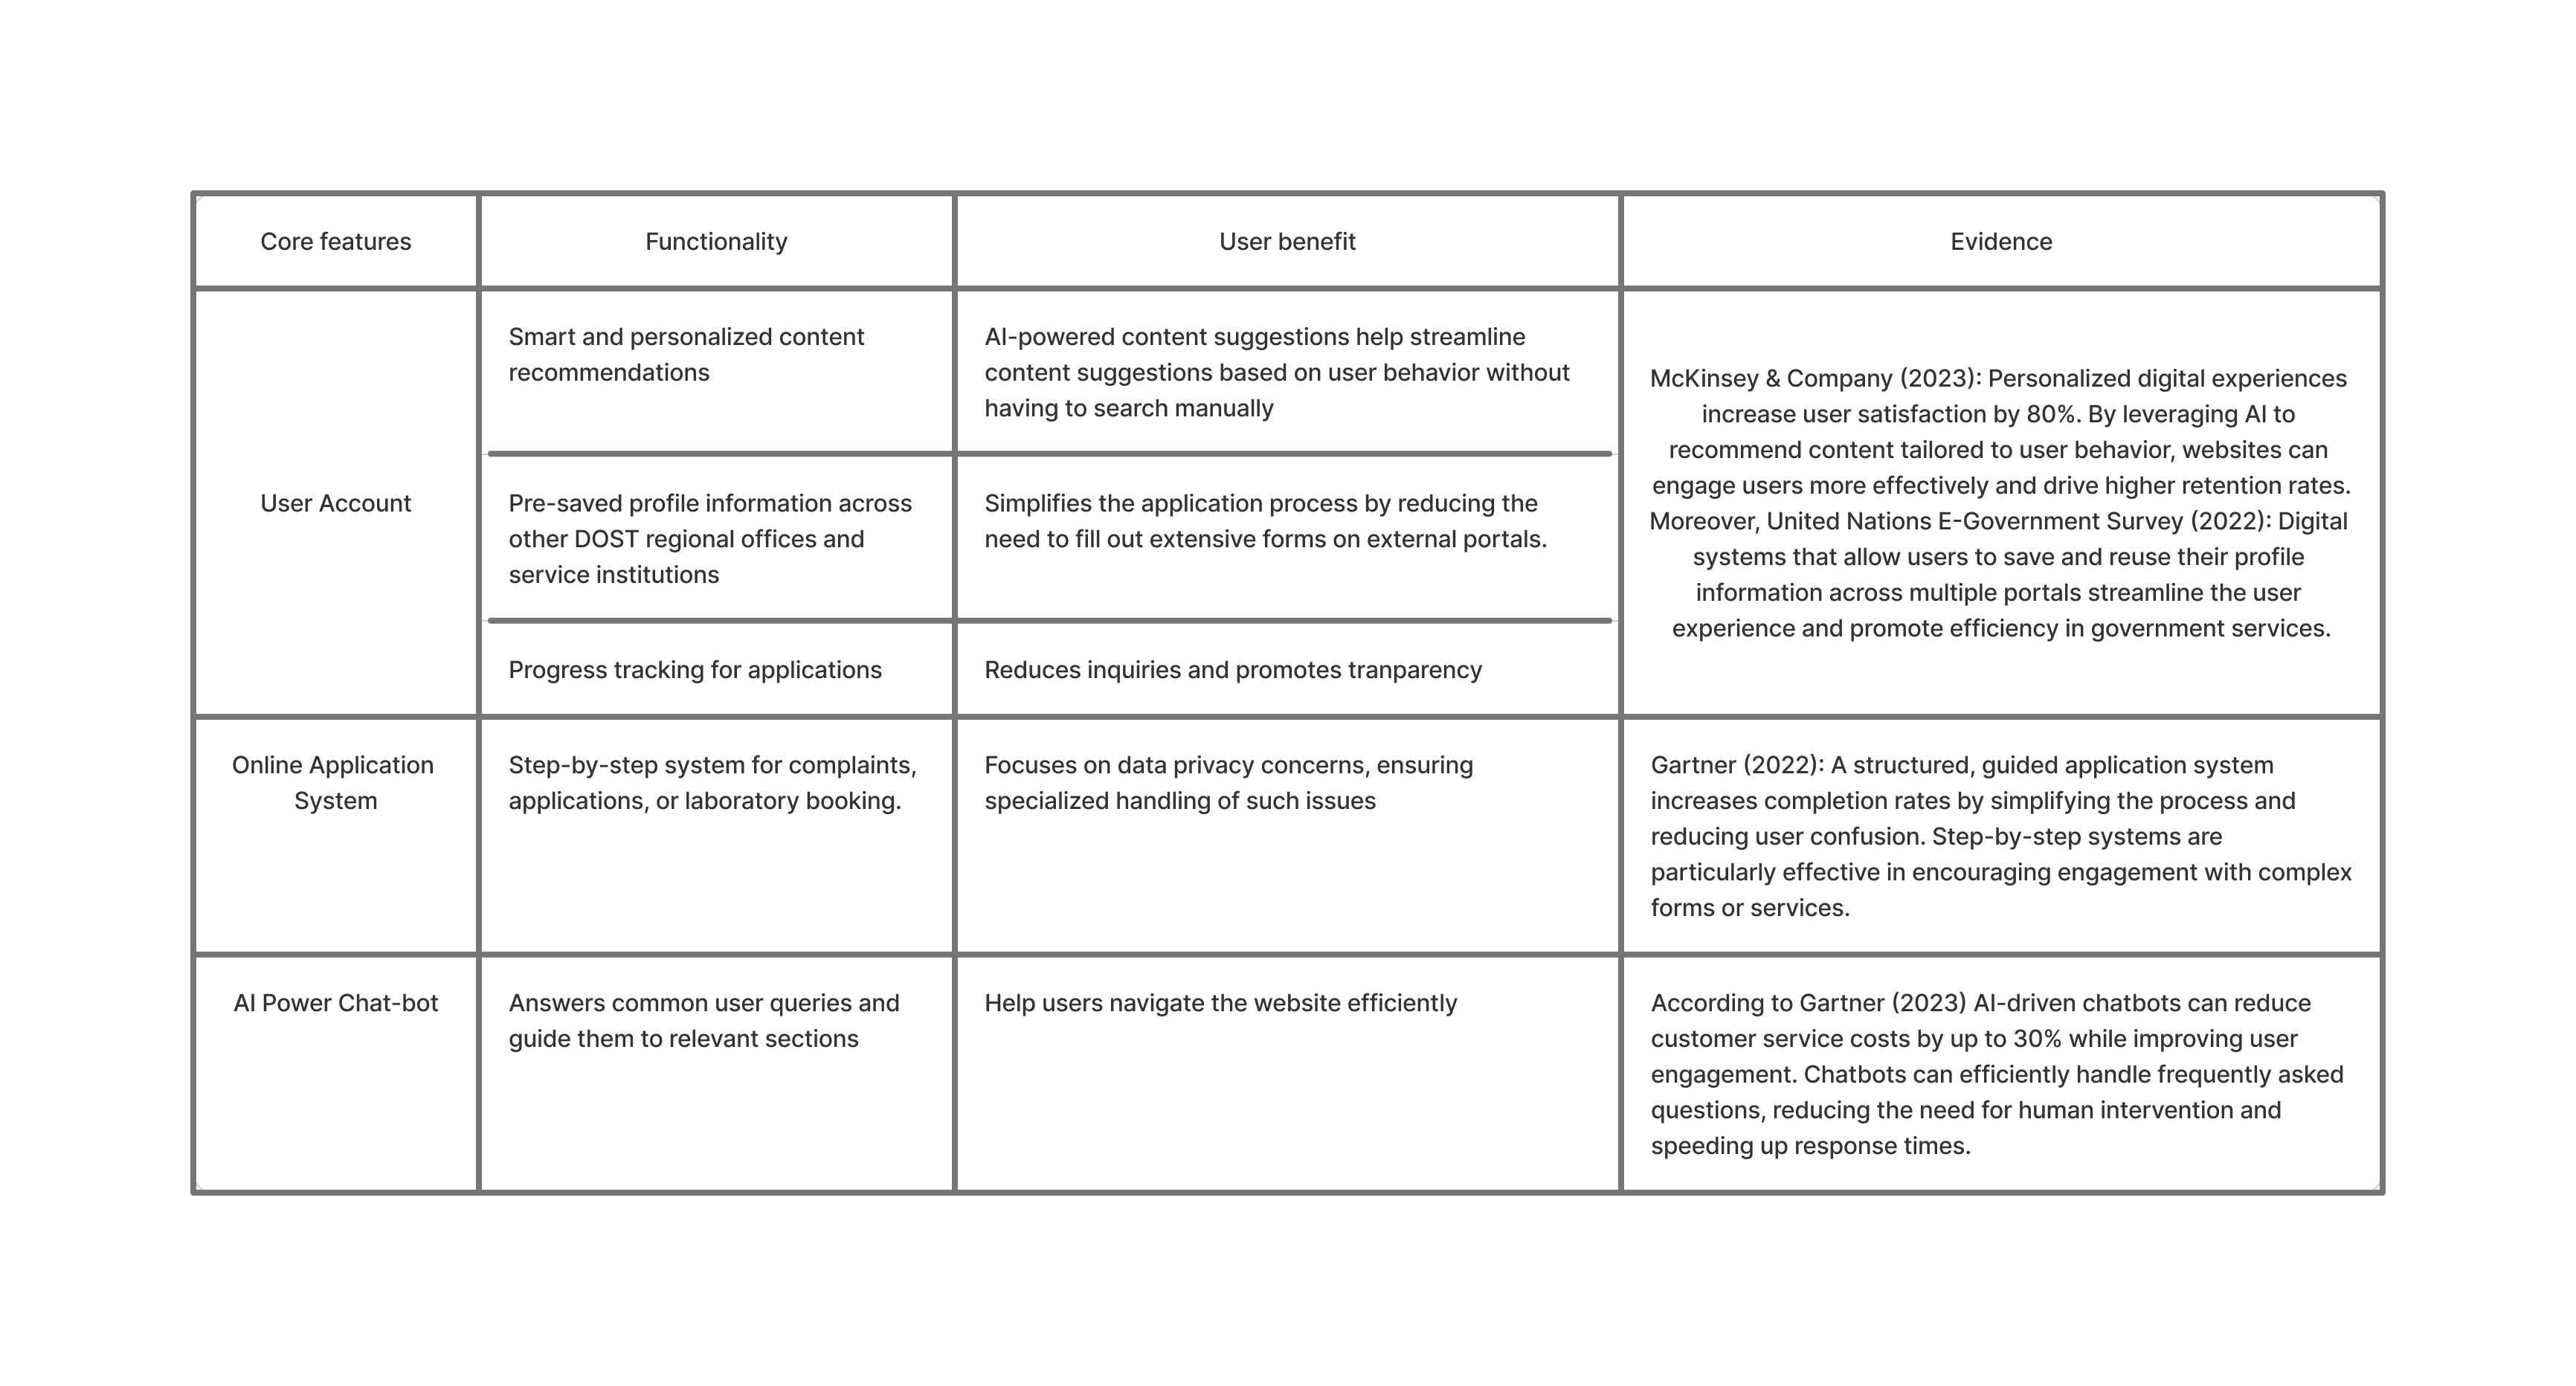 Core features
Functionality
User benefit
Evidence
User Account
Smart and personalized content
recommendations
AI-powered content suggestions help streamline
content suggestions based on user behavior without
having to search manually
Pre-saved profile information across
other DOST regional offices and
service institutions
Simplifies the application process by reducing the
need to fill out extensive forms on external portals.
Progress tracking for applications
Reduces inquiries and promotes tranparency
McKinsey & Company (2023): Personalized digital experiences
increase user satisfaction by 80%. By leveraging AI to
recommend content tailored to user behavior, websites can
engage users more effectively and drive higher retention rates.
Moreover, United Nations E-Government Survey (2022): Digital
systems that allow users to save and reuse their profile
information across multiple portals streamline the user
experience and promote efficiency in government services.
Online Application
System
Step-by-step system for complaints,
applications, or laboratory booking.
Focuses on data privacy concerns, ensuring
specialized handling of such issues
Gartner (2022): A structured, guided application system
increases completion rates by simplifying the process and
reducing user confusion. Step-by-step systems are
particularly effective in encouraging engagement with complex
forms or services.
AI Power Chat-bot
Answers common user queries and
guide them to relevant sections
Help users navigate the website efficiently
According to Gartner (2023) AI-driven chatbots can reduce
customer service costs by up to 30% while improving user
engagement. Chatbots can efficiently handle frequently asked
questions, reducing the need for human intervention and
speeding up response times.